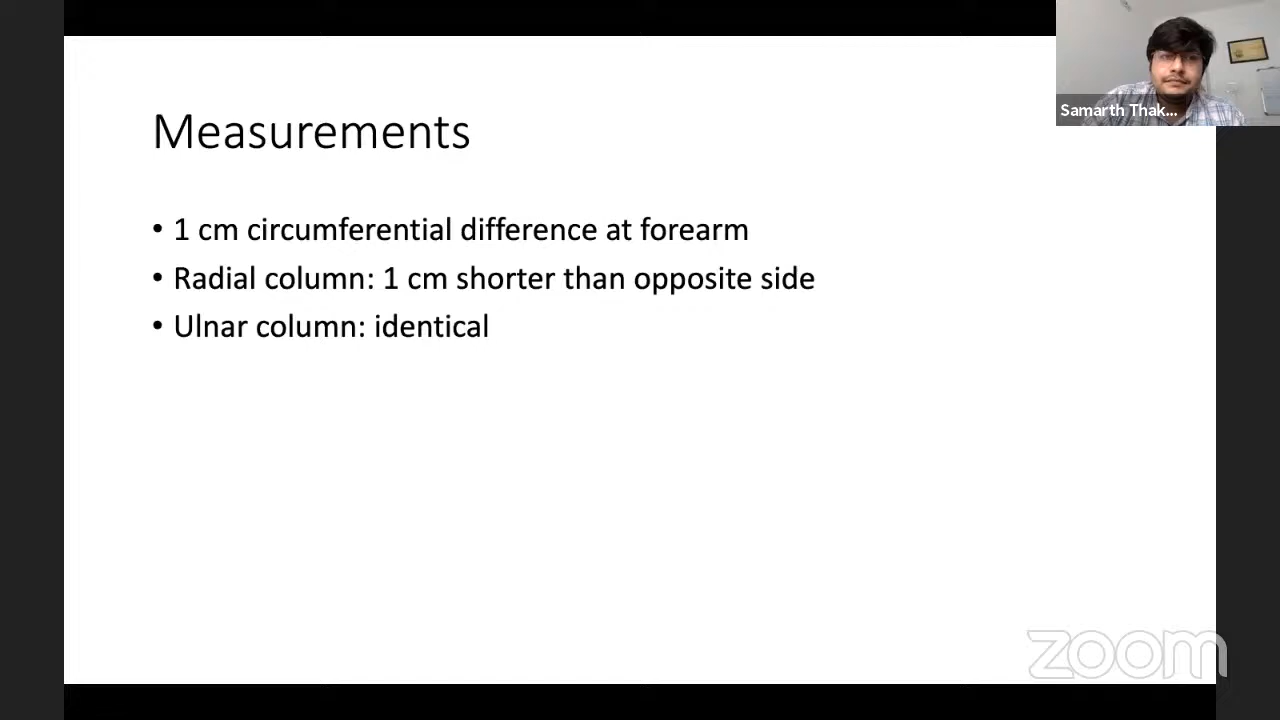 Samarth Thak...
Measurements
• 1 cm circumferential difference at forearm
• Radial column: 1 cm shorter than opposite side
• Ulnar column: identical
zoom